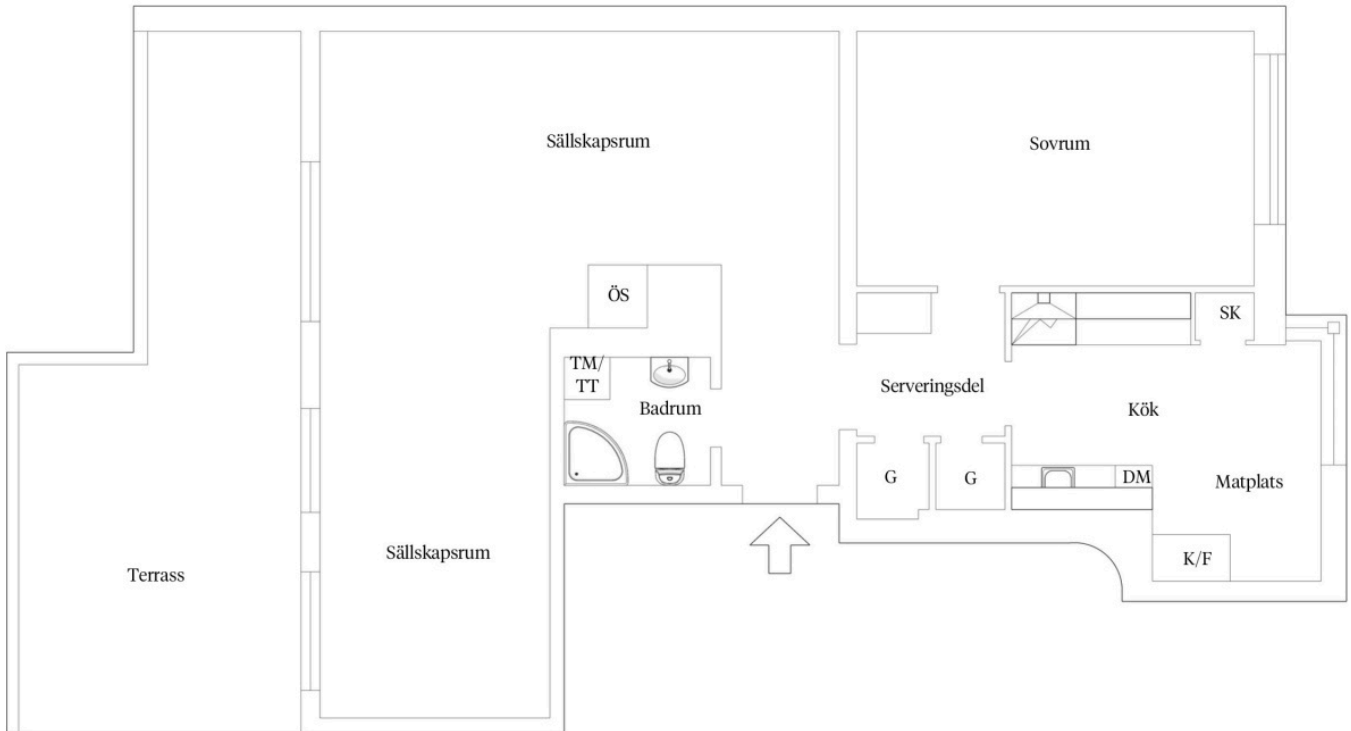 Sällskapsrum
Sovrum
ÖS
SK
TM/
TT
Badrum
Serveringsdel
Kök
G
G
DM
Matplats
Sällskapsrum
K/F
Terrass